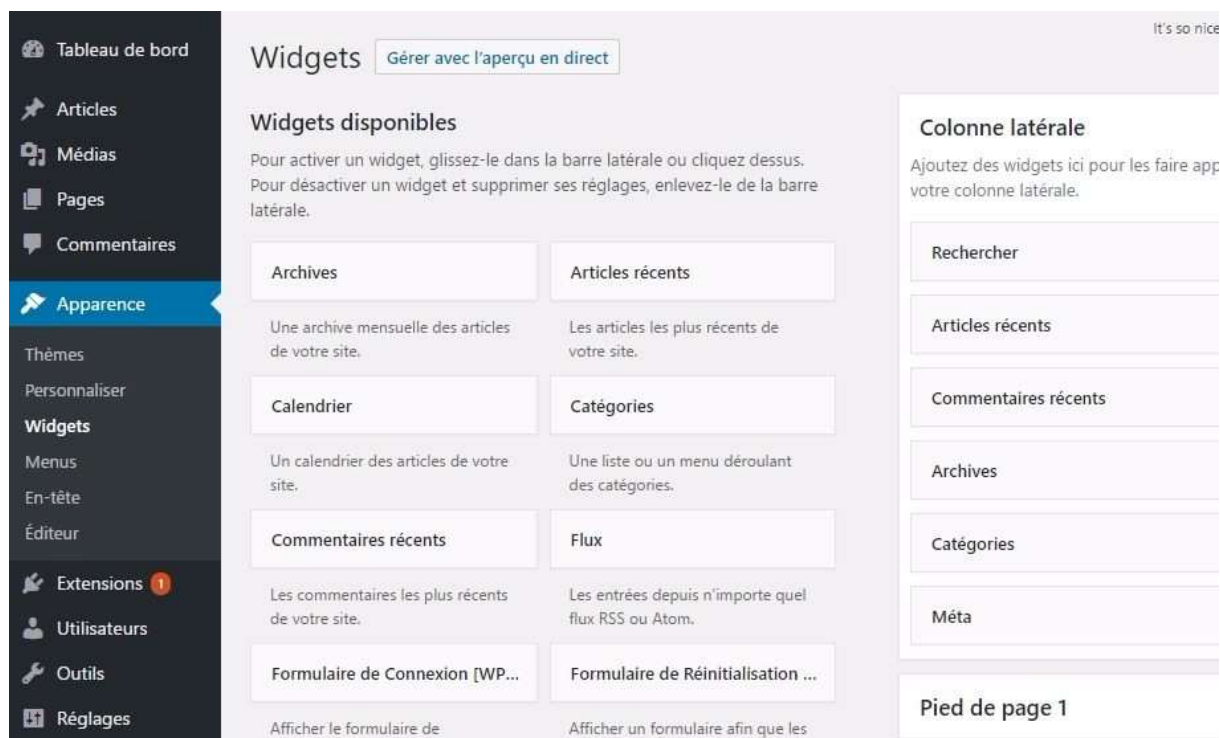 Tableau de bord
Articles
Médias
Pages
Commentaires
Apparence
Thèmes
Personnaliser
Widgets
Menus
En-tête
Éditeur
Extensions 1
Utilisateurs
Outils
Réglages
It's so nice
Widgets
Gérer avec l'aperçu en direct
Widgets disponibles
Pour activer un widget, glissez-le dans la barre latérale ou cliquez dessus.
Pour désactiver un widget et supprimer ses réglages, enlevez-le de la barre
latérale.
Archives
Une archive mensuelle des articles
de votre site.
Articles récents
Les articles les plus récents de
votre site.
Calendrier
Un calendrier des articles de votre
site.
Catégories
Une liste ou un menu déroulant
des catégories.
Commentaires récents
Les commentaires les plus récents
de votre site.
Flux
Les entrées depuis n'importe quel
flux RSS ou Atom.
Formulaire de Connexion [WP...
Afficher le formulaire de
Formulaire de Réinitialisation ...
Afficher un formulaire afin que les
Colonne latérale
Ajoutez des widgets ici pour les faire app
votre colonne latérale.
Rechercher
Articles récents
Commentaires récents
Archives
Catégories
Méta
Pied de page 1